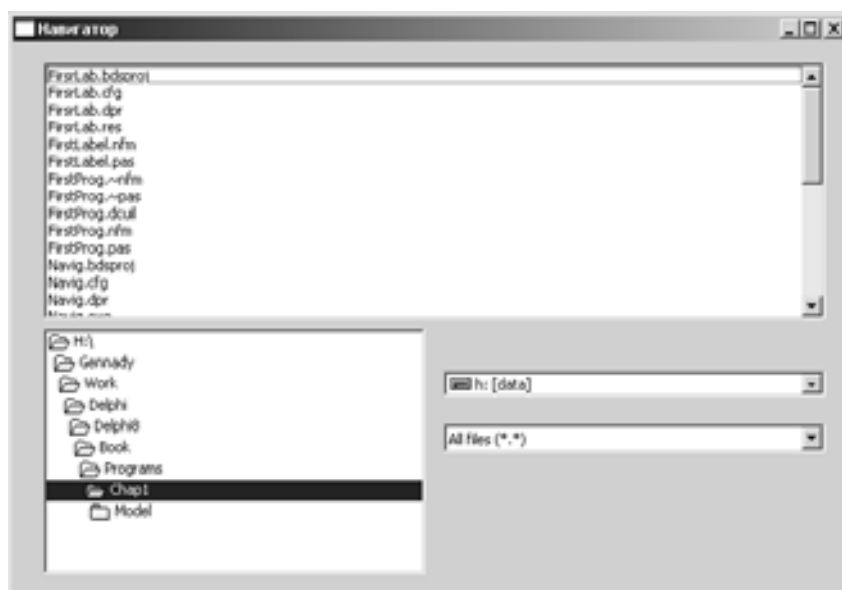 Навигатор
FirsrLab.bdsproj
FirsrLab.cfg
FirsrLab.dpr
FirsrLab.res
FirstLabel.nfm
FirstLabel.pas
FirstProg.~nfm
FirstProg.~pas
FirstProg.dcuil
FirstProg.nfm
FirstProg.pas
Navig.bdsproj
Navig.cfg
Navig.dpr
H:\
Gennady
Work
Delphi
Delphi8
Book
Programs
Chap1
Model
h: [data]
All files (*.*)